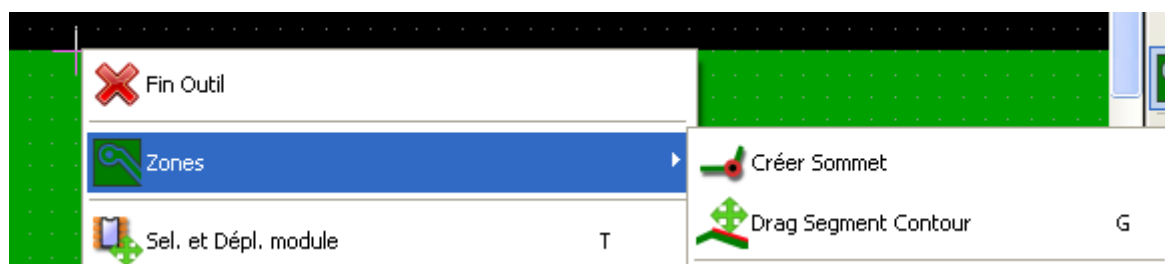 Fin Outil
Zones
Créer Sommet
Drag Segment Contour G
Sel. et Dépl. module T